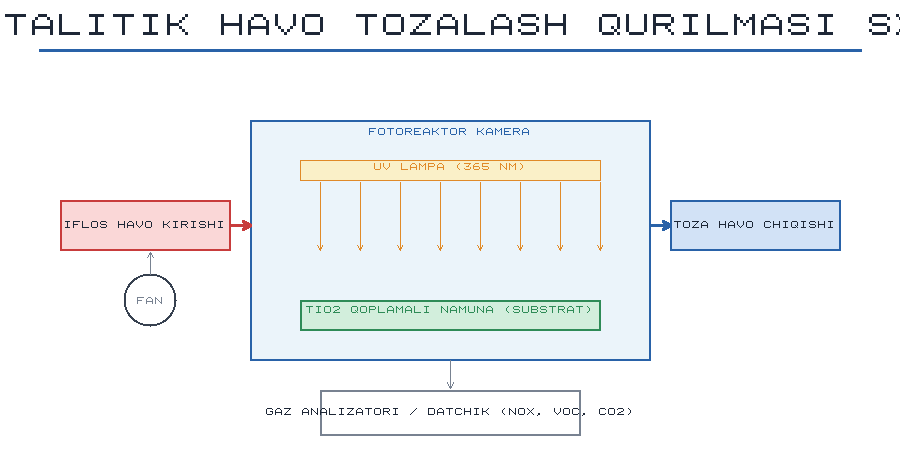 TALITIK HAVO TOZALASH QURILMASI
FOTOREAKTOR KAMERA
UV LAMPA (365 NM)
IFLOS HAVO KIRISHI
TOZA HAVO CHIQISHI
FAN
TIO2 QOPLAMALI NAMUNA (SUBSTRAT)
GAZ ANALIZATORI / DATCHIK (NOX, VOC, CO2)